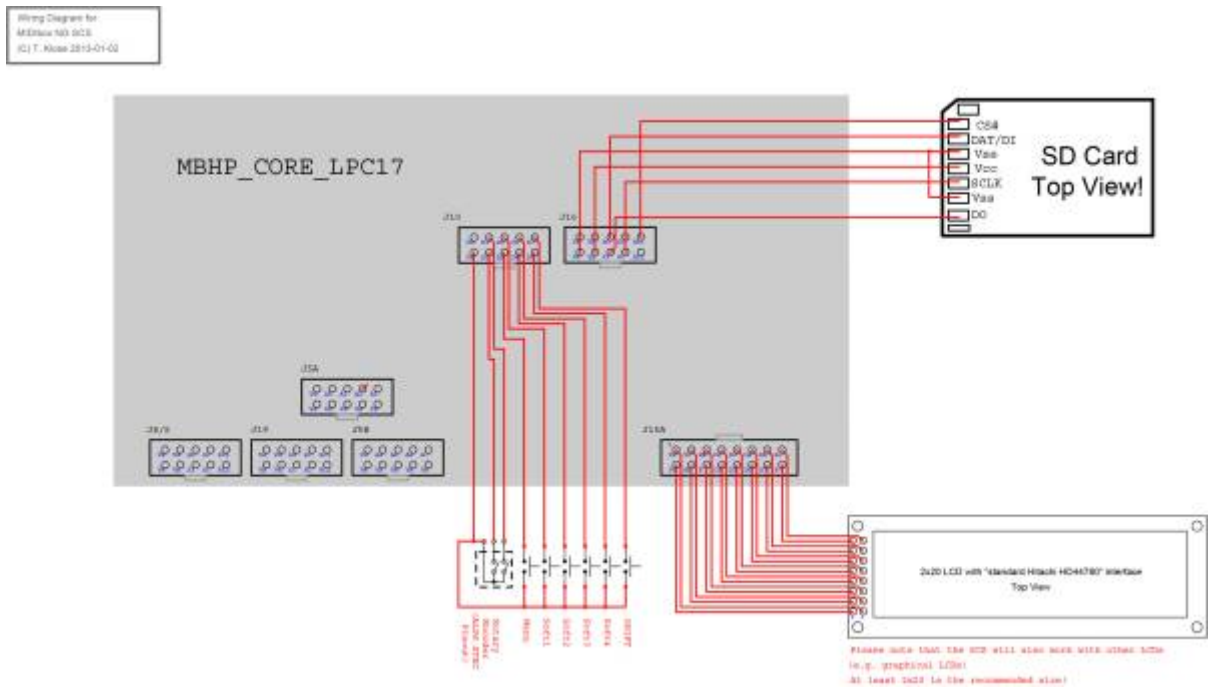 Wiring Diagram for
MIDIbox NG SCS
(C) T. Klose 2013-01-02
MBHP_CORE_LPC17
CS#
DAT/DI
Vss
Vcc
SCLK
Vss
DO
SD Card
Top View!
J10
J16
J5A
J8/9
J19
J5B
J15A
2x20 LCD with "standard Hitachi HD44780" interface
Top View
Rotary
Encoder
Menu
Soft1
Soft2
Soft3
Soft4
SHIFT
Please note that the SCS will also work with other LCDs
(e.g. graphical LCDs)
At least 2x20 is the recommended size!